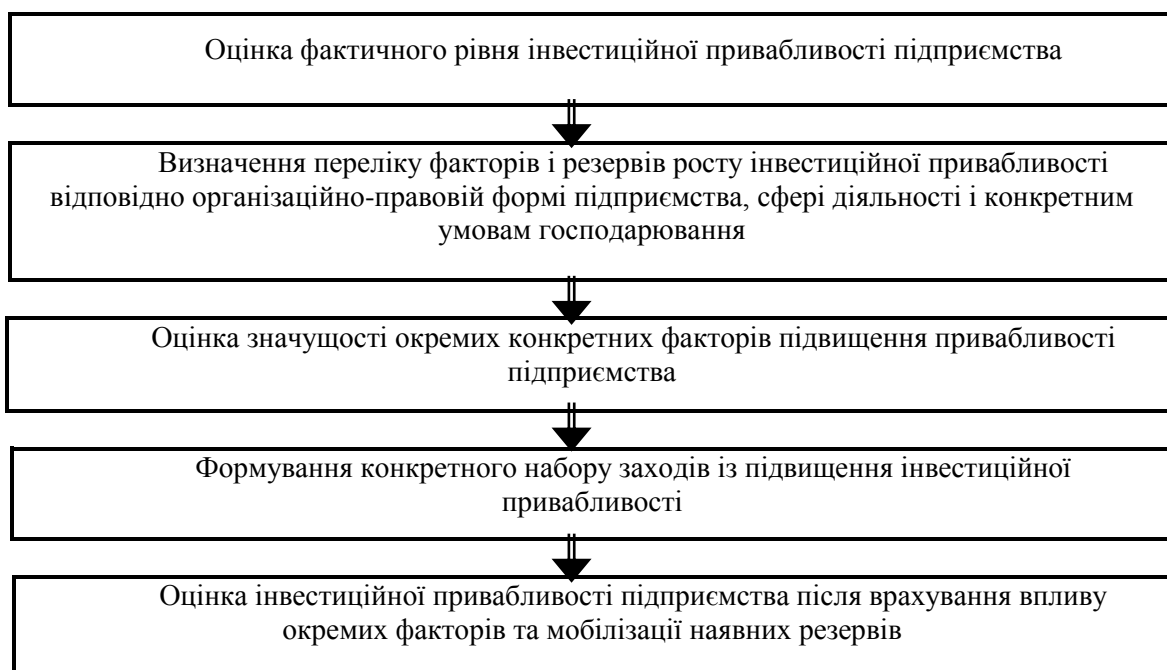 Оцінка фактичного рівня інвестиційної привабливості підприємства
Визначення переліку факторів і резервів росту інвестиційної привабливості
відповідно організаційно-правовій формі підприємства, сфері діяльності і конкретним
умовам господарювання
Оцінка значущості окремих конкретних факторів підвищення привабливості
підприємства
Формування конкретного набору заходів із підвищення інвестиційної
привабливості
Оцінка інвестиційної привабливості підприємства після врахування впливу
окремих факторів та мобілізації наявних резервів